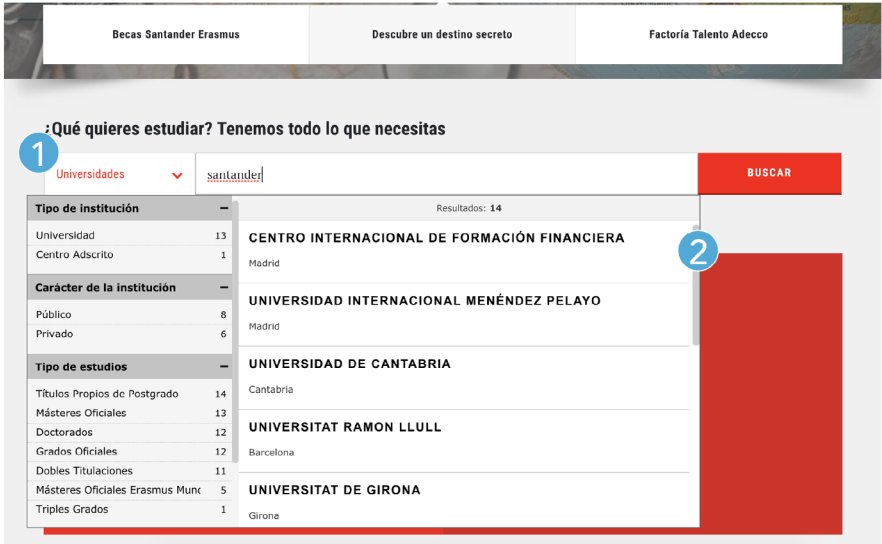 Becas Santander Erasmus
Descubre un destino secreto
Factoría Talento Adecco
¿Qué quieres estudiar? Tenemos todo lo que necesitas
1
Universidades
santander
BUSCAR
Tipo de institución −
Universidad 13
Centro Adscrito 1
Carácter de la institución −
Público 8
Privado 6
Tipo de estudios −
Títulos Propios de Postgrado 14
Másteres Oficiales 13
Doctorados 12
Grados Oficiales 12
Dobles Titulaciones 11
Másteres Oficiales Erasmus Mund 5
Triples Grados 1
Resultados: 14
2
CENTRO INTERNACIONAL DE FORMACIÓN FINANCIERA
Madrid
UNIVERSIDAD INTERNACIONAL MENÉNDEZ PELAYO
Madrid
UNIVERSIDAD DE CANTABRIA
Cantabria
UNIVERSITAT RAMON LLULL
Barcelona
UNIVERSITAT DE GIRONA
Girona